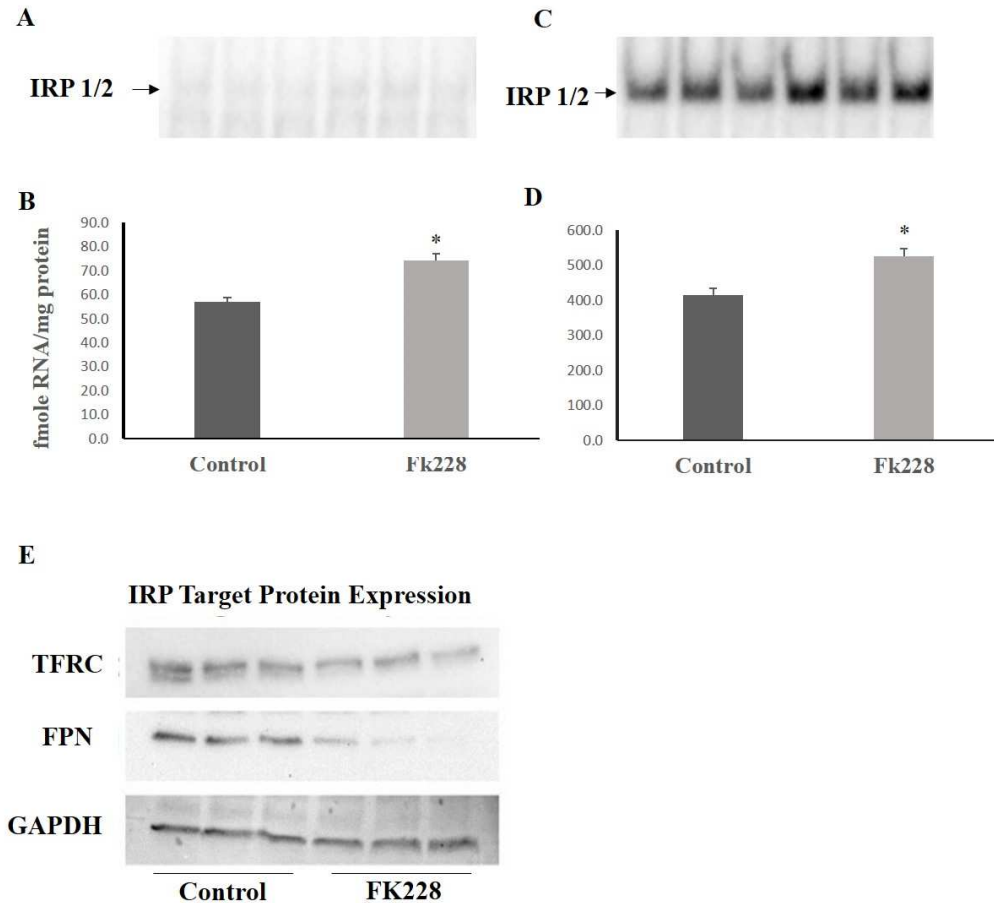 A
IRP 1/2
B
fmole RNA/mg protein
90.0
80.0
70.0
60.0
50.0
40.0
30.0
20.0
10.0
0.0
*
Control
Fk228
C
IRP 1/2
D
600.0
500.0
400.0
300.0
200.0
100.0
0.0
*
Control
FK228
E
IRP Target Protein Expression
TFRC
FPN
GAPDH
Control
FK228